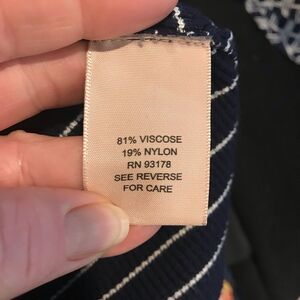 81% VISCOSE
19% NYLON
RN 93178
SEE REVERSE
FOR CARE